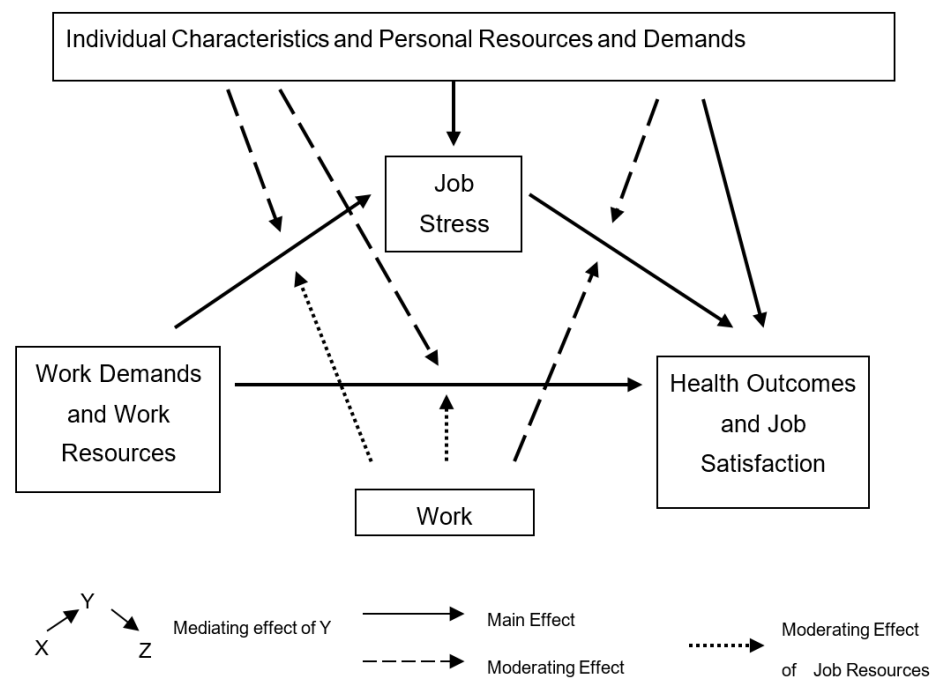 Individual Characteristics and Personal Resources and Demands
Job
Stress
Work Demands
and Work
Resources
Health Outcomes
and Job
Satisfaction
Work
Y
X
Z
Mediating effect of Y
Main Effect
Moderating Effect
Moderating Effect
of Job Resources